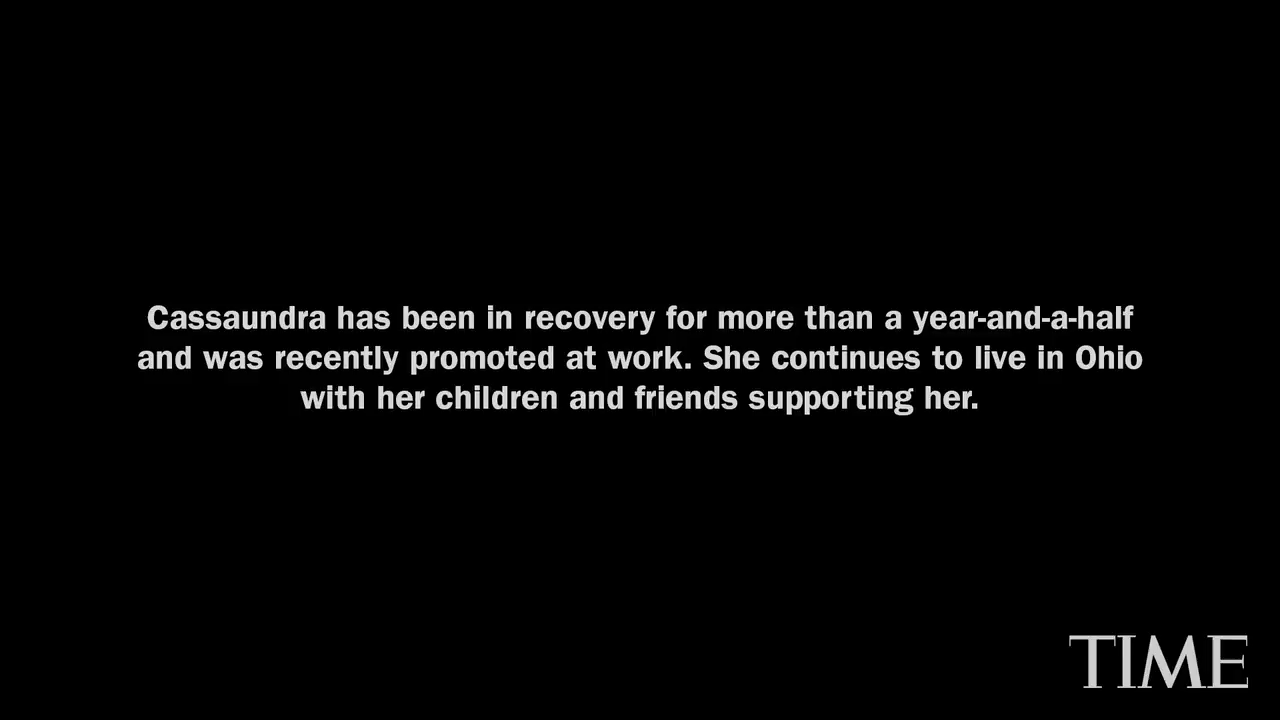 Cassaundra has been in recovery for more than a year-and-a-half
and was recently promoted at work. She continues to live in Ohio
with her children and friends supporting her.
TIME